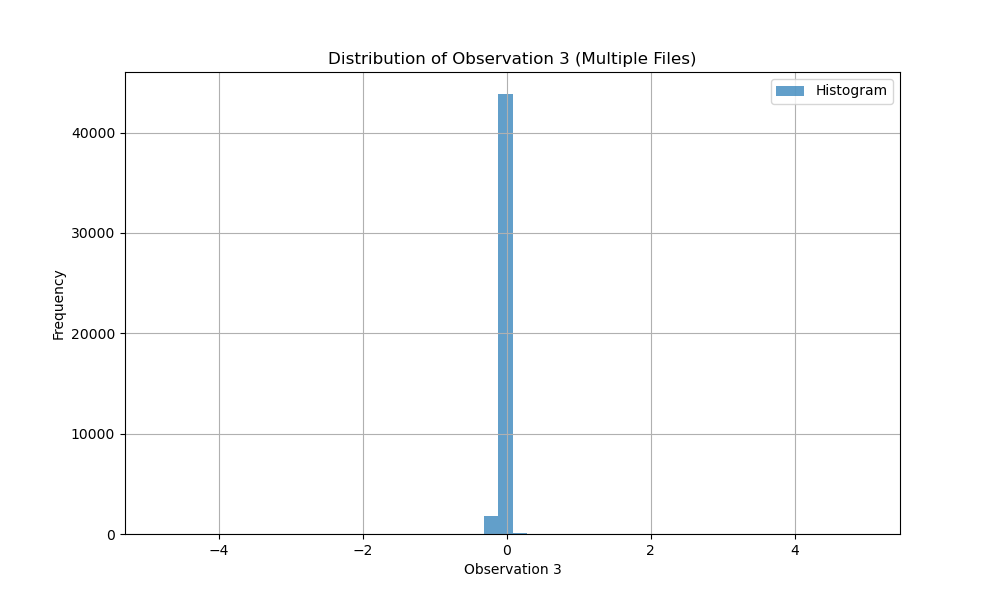 Distribution of Observation 3 (Multiple Files)
Histogram
40000
30000
20000
10000
0
Frequency
−4
−2
0
2
4
Observation 3